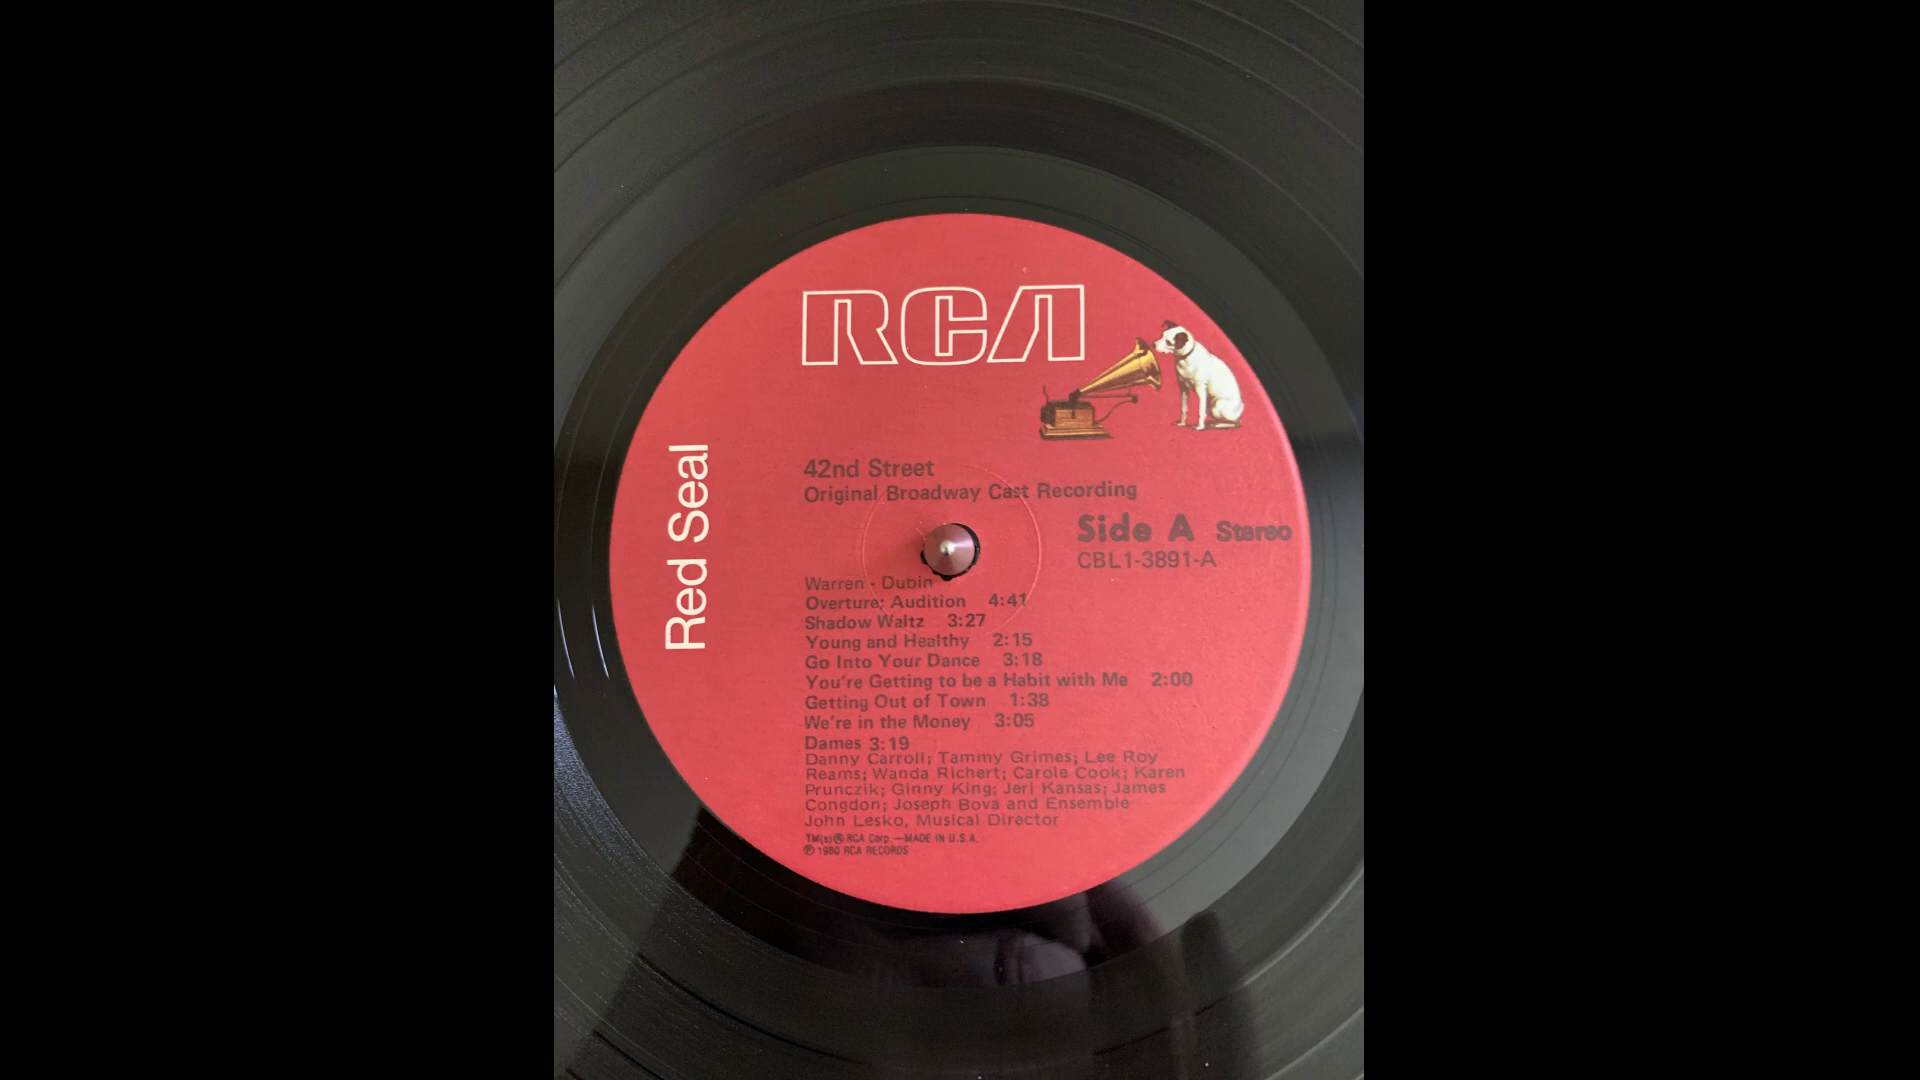 RCA
Red Seal
42nd Street
Original Broadway Cast Recording
Side A Stereo
CBL1-3891-A
Warren - Dubin
Overture; Audition 4:41
Shadow Waltz 3:27
Young and Healthy 2:15
Go Into Your Dance 3:18
You're Getting to be a Habit with Me 2:00
Getting Out of Town 1:38
We're in the Money 3:05
Dames 3:19
Danny Carroll; Tammy Grimes; Lee Roy
Reams; Wanda Richert; Carole Cook; Karen
Prunczik; Ginny King; Jeri Kansas; James
Congdon; Joseph Bova and Ensemble
John Lesko, Musical Director
TM(s)® RCA Corp.—MADE IN U.S.A.
℗ 1980 RCA RECORDS